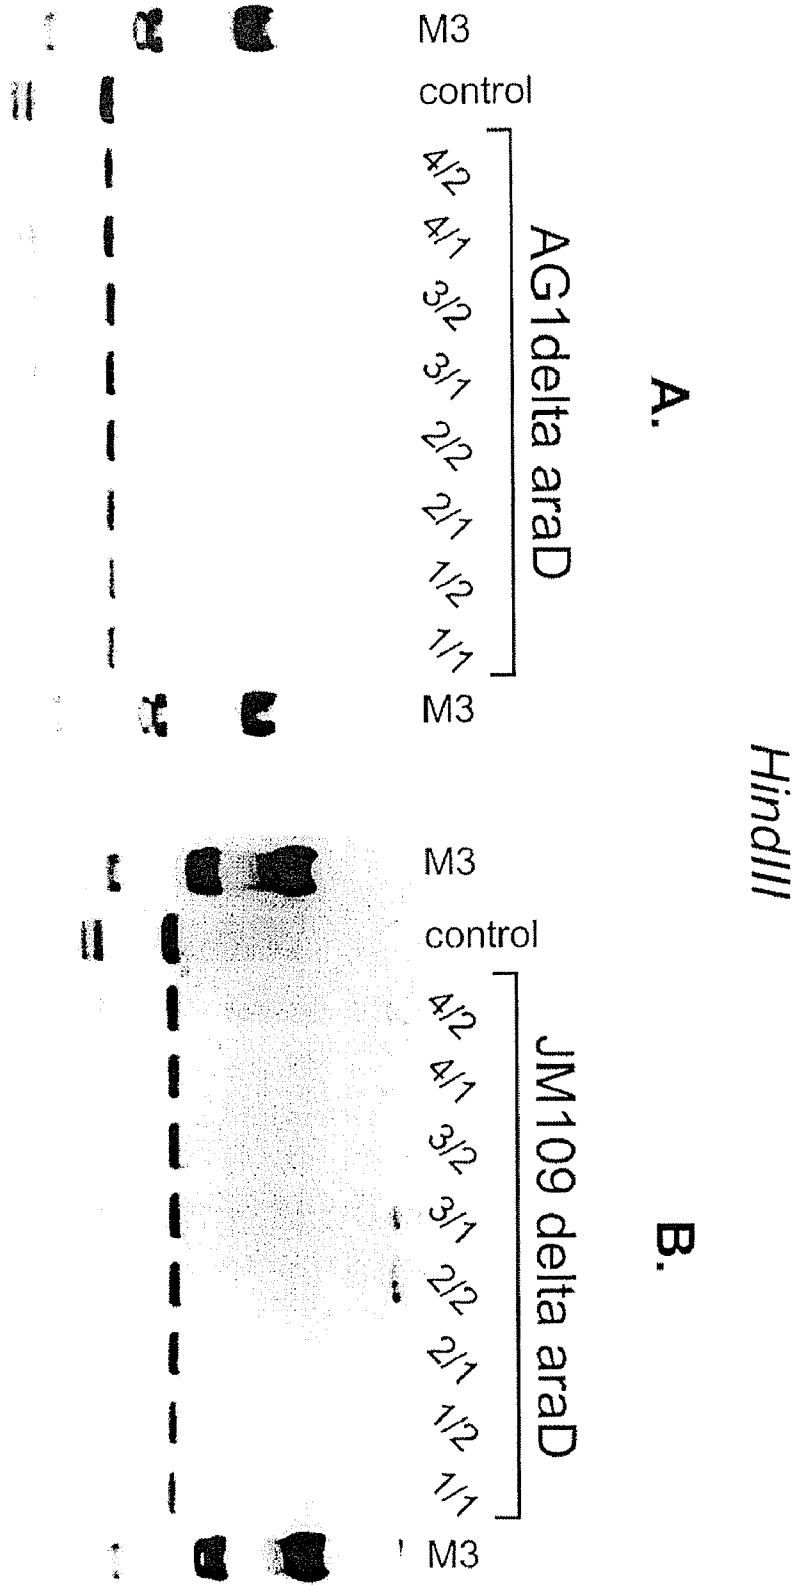 HindIII
A.
AG1delta araD
M3
control
4/2
4/1
3/2
3/1
2/2
2/1
1/2
1/1
M3
B.
JM109 delta araD
M3
control
4/2
4/1
3/2
3/1
2/2
2/1
1/2
1/1
M3